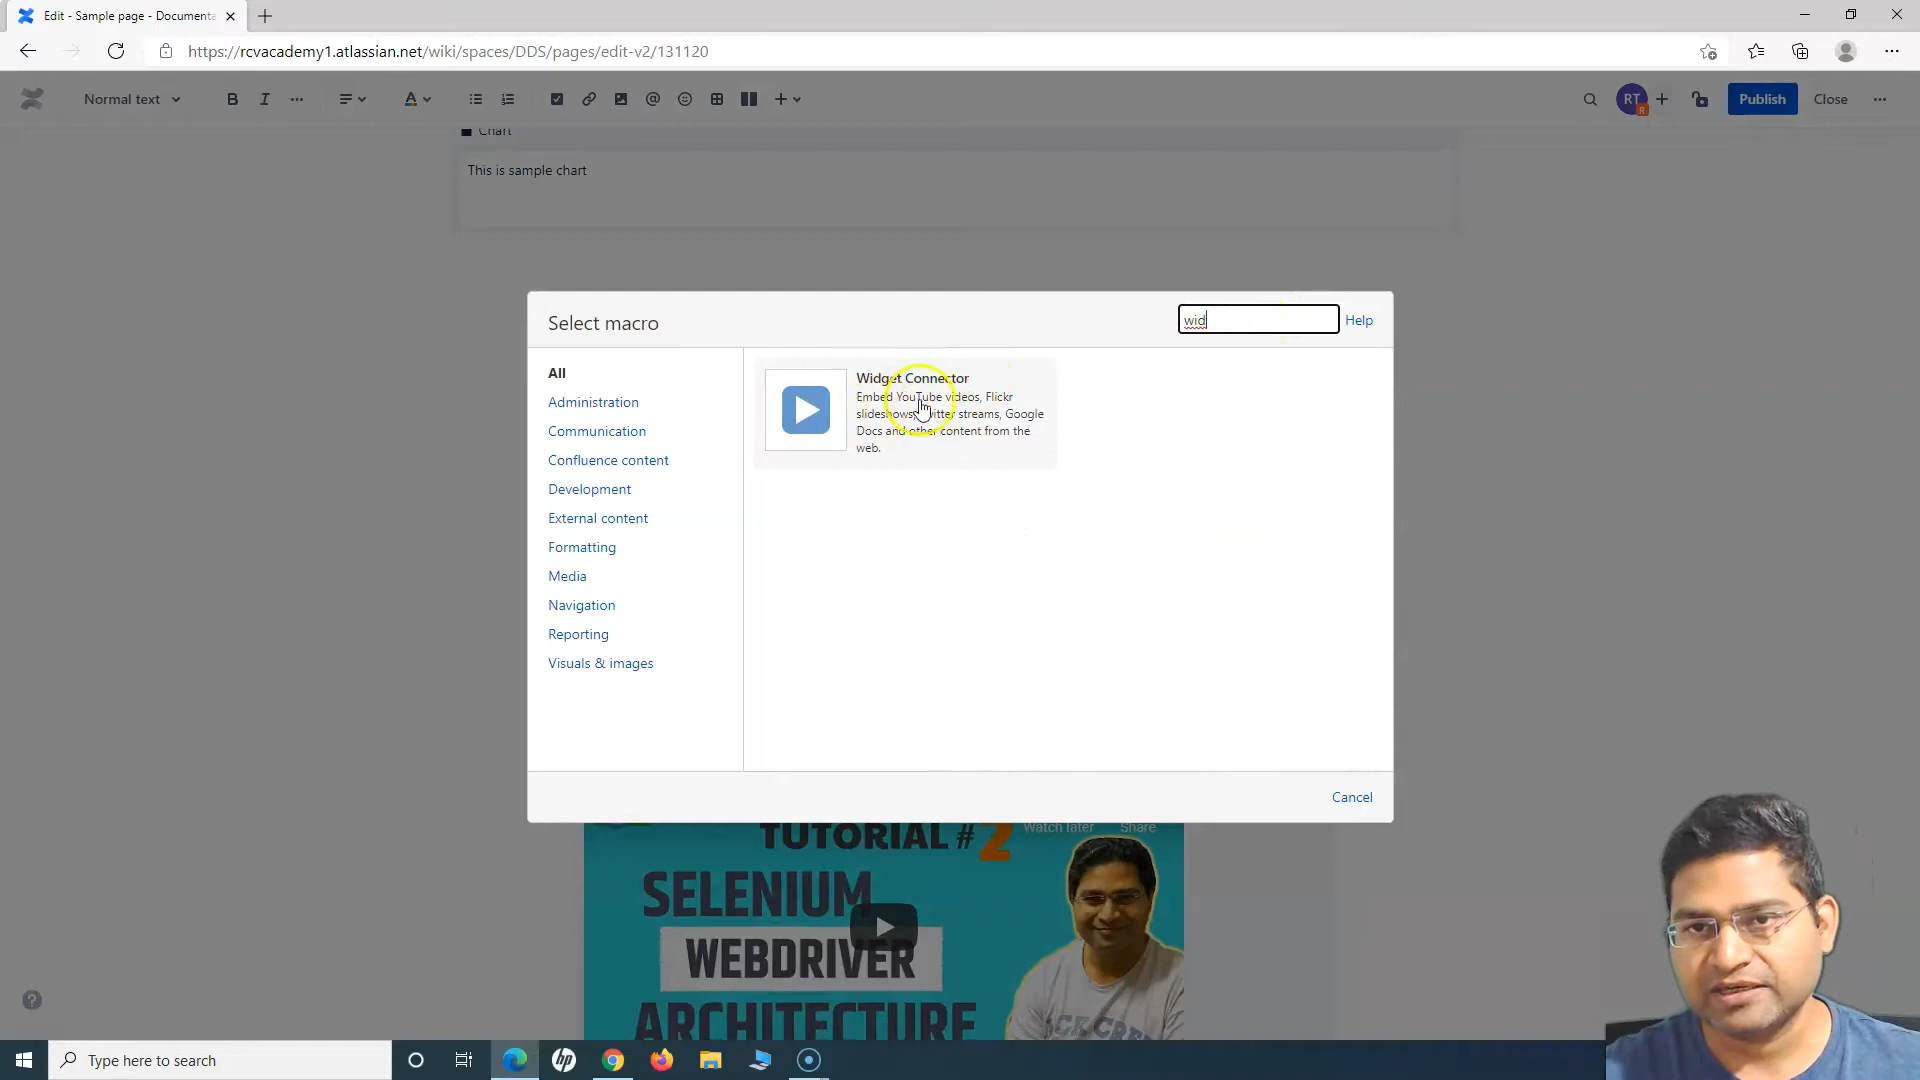 Edit - Sample page - Documenta
https://rcvacademy1.atlassian.net/wiki/spaces/DDS/pages/edit-v2/131120
Normal text
B I
A
@
RT
R
Publish
Close
Chart
This is sample chart
Select macro
wid
Help
All
Administration
Communication
Confluence content
Development
External content
Formatting
Media
Navigation
Reporting
Visuals & images
Widget Connector
Embed YouTube videos, Flickr
slideshows, Twitter streams, Google
Docs and other content from the
web.
Cancel
Watch later
Share
TUTORIAL #2
SELENIUM
WEBDRIVER
ARCHITECTURE
?
Type here to search
hp